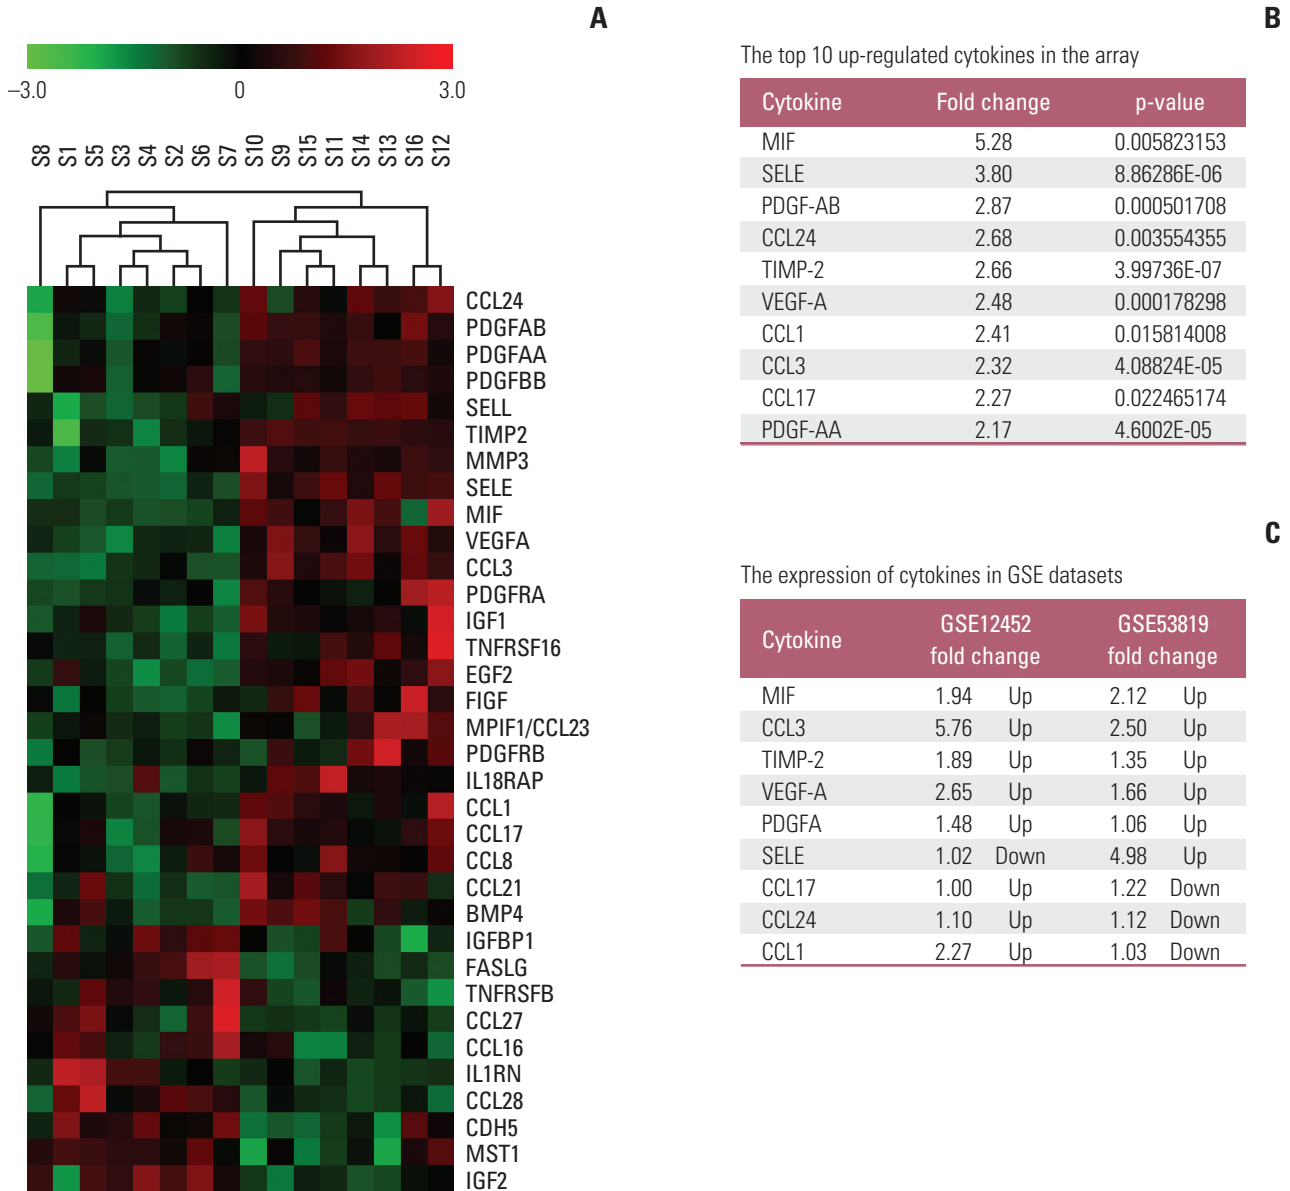 A
−3.0 0 3.0
S8 S1 S5 S3 S4 S2 S6 S7 S10 S9 S15 S11 S14 S13 S16 S12
CCL24
PDGFAB
PDGFAA
PDGFBB
SELL
TIMP2
MMP3
SELE
MIF
VEGFA
CCL3
PDGFRA
IGF1
TNFRSF16
EGF2
FIGF
MPIF1/CCL23
PDGFRB
IL18RAP
CCL1
CCL17
CCL8
CCL21
BMP4
IGFBP1
FASLG
TNFRSFB
CCL27
CCL16
IL1RN
CCL28
CDH5
MST1
IGF2
B
The top 10 up-regulated cytokines in the array
Cytokine Fold change p-value
MIF 5.28 0.005823153
SELE 3.80 8.86286E-06
PDGF-AB 2.87 0.000501708
CCL24 2.68 0.003554355
TIMP-2 2.66 3.99736E-07
VEGF-A 2.48 0.000178298
CCL1 2.41 0.015814008
CCL3 2.32 4.08824E-05
CCL17 2.27 0.022465174
PDGF-AA 2.17 4.6002E-05
C
The expression of cytokines in GSE datasets
Cytokine GSE12452 fold change GSE53819 fold change
MIF 1.94 Up 2.12 Up
CCL3 5.76 Up 2.50 Up
TIMP-2 1.89 Up 1.35 Up
VEGF-A 2.65 Up 1.66 Up
PDGFA 1.48 Up 1.06 Up
SELE 1.02 Down 4.98 Up
CCL17 1.00 Up 1.22 Down
CCL24 1.10 Up 1.12 Down
CCL1 2.27 Up 1.03 Down